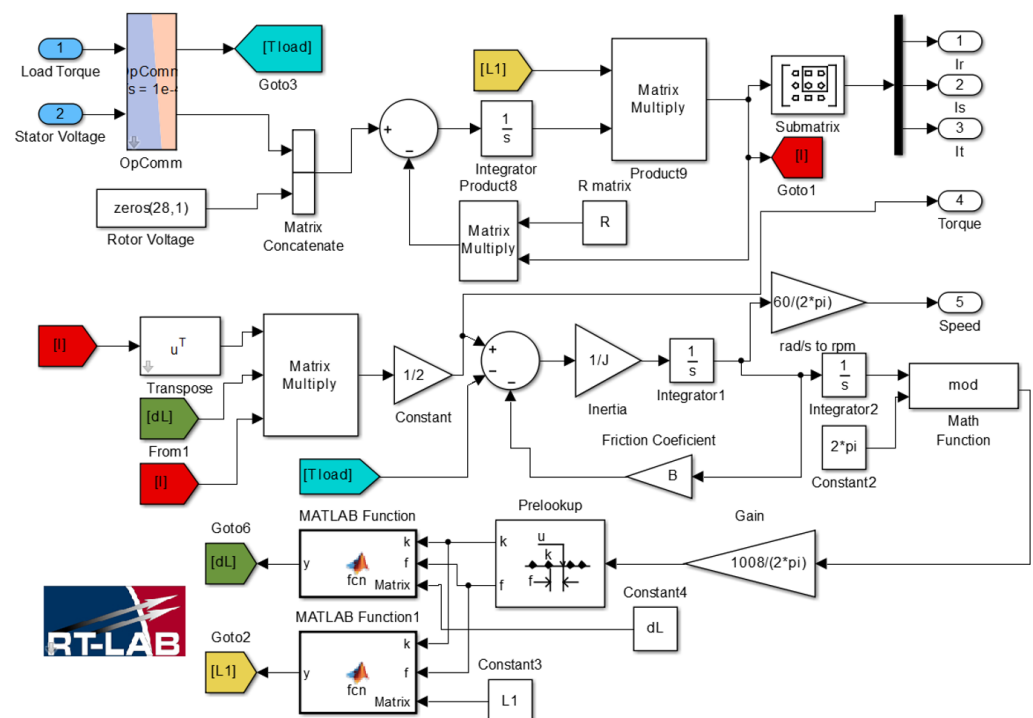 1
Load Torque
2
Stator Voltage
OpComm
s = 1e-
OpComm
[Tload]
Goto3
zeros(28,1)
Rotor Voltage
Matrix
Concatenate
+
−
1
s
Integrator
[L1]
Matrix
Multiply
Product9
Product8
Matrix
Multiply
R matrix
R
Submatrix
[I]
Goto1
1
Ir
2
Is
3
It
4
Torque
5
Speed
[I]
u
T
Transpose
[dL]
From1
[I]
Matrix
Multiply
1/2
Constant
[Tload]
+
−
−
1/J
Inertia
1
s
Integrator1
60/(2*pi)
rad/s to rpm
1
s
Integrator2
2*pi
Constant2
mod
Math
Function
Friction Coeficient
B
Gain
1008/(2*pi)
Prelookup
u
k
f
k
f
MATLAB Function
k
f
Matrix
fcn
y
Goto6
[dL]
Constant4
dL
MATLAB Function1
k
f
Matrix
fcn
y
Goto2
[L1]
Constant3
L1
RT-LAB